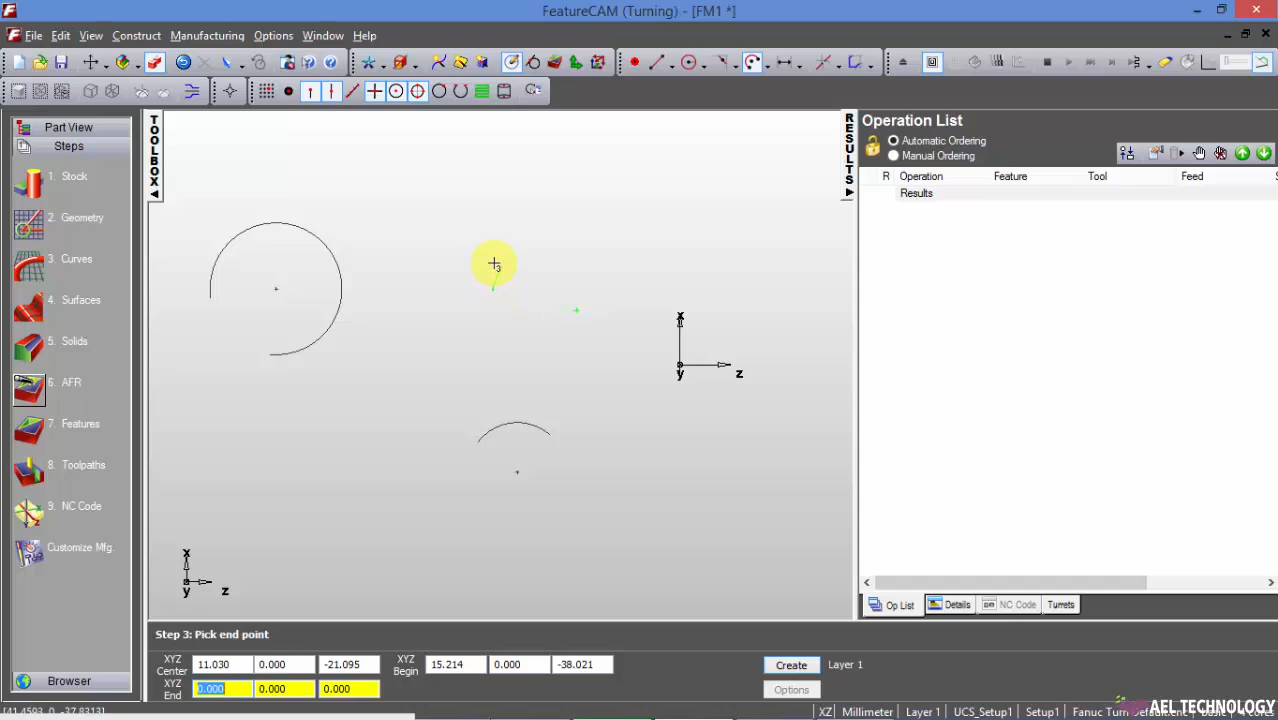 FeatureCAM (Turning) - [FM1 *]
File Edit View Construct Manufacturing Options Window Help
Part View
Steps
1. Stock
2. Geometry
3. Curves
4. Surfaces
5. Solids
6. AFR
7. Features
8. Toolpaths
9. NC Code
Customize Mfg.
Browser
TOOLBOX
3
x
z
y
x
z
y
RESULTS
Operation List
Automatic Ordering
Manual Ordering
R Operation Feature Tool Feed S
Results
Op List Details NC Code Turrets
Step 3: Pick end point
XYZ Center 11.030 0.000 -21.095 XYZ Begin 15.214 0.000 -38.021
XYZ End 0.000 0.000 0.000
Create Layer 1
Options
AEL TECHNOLOGY
XZ Millimeter Layer 1 UCS_Setup1 Setup1